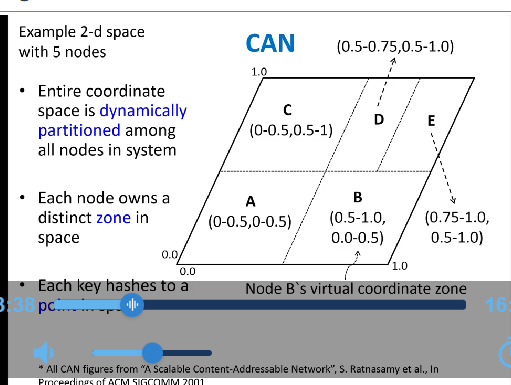 Example 2-d space
with 5 nodes
CAN
(0.5-0.75,0.5-1.0)
1.0
• Entire coordinate
space is dynamically
partitioned among
all nodes in system
C
(0-0.5,0.5-1)
D
E
• Each node owns a
distinct zone in
space
A
(0-0.5,0-0.5)
B
(0.5-1.0,
0.0-0.5)
(0.75-1.0,
0.5-1.0)
0.0
0.0
1.0
• Each key hashes to a
Node B`s virtual coordinate zone
3:38
16:
* All CAN figures from "A Scalable Content-Addressable Network", S. Ratnasamy et al., In
Proceedings of ACM SIGCOMM 2001